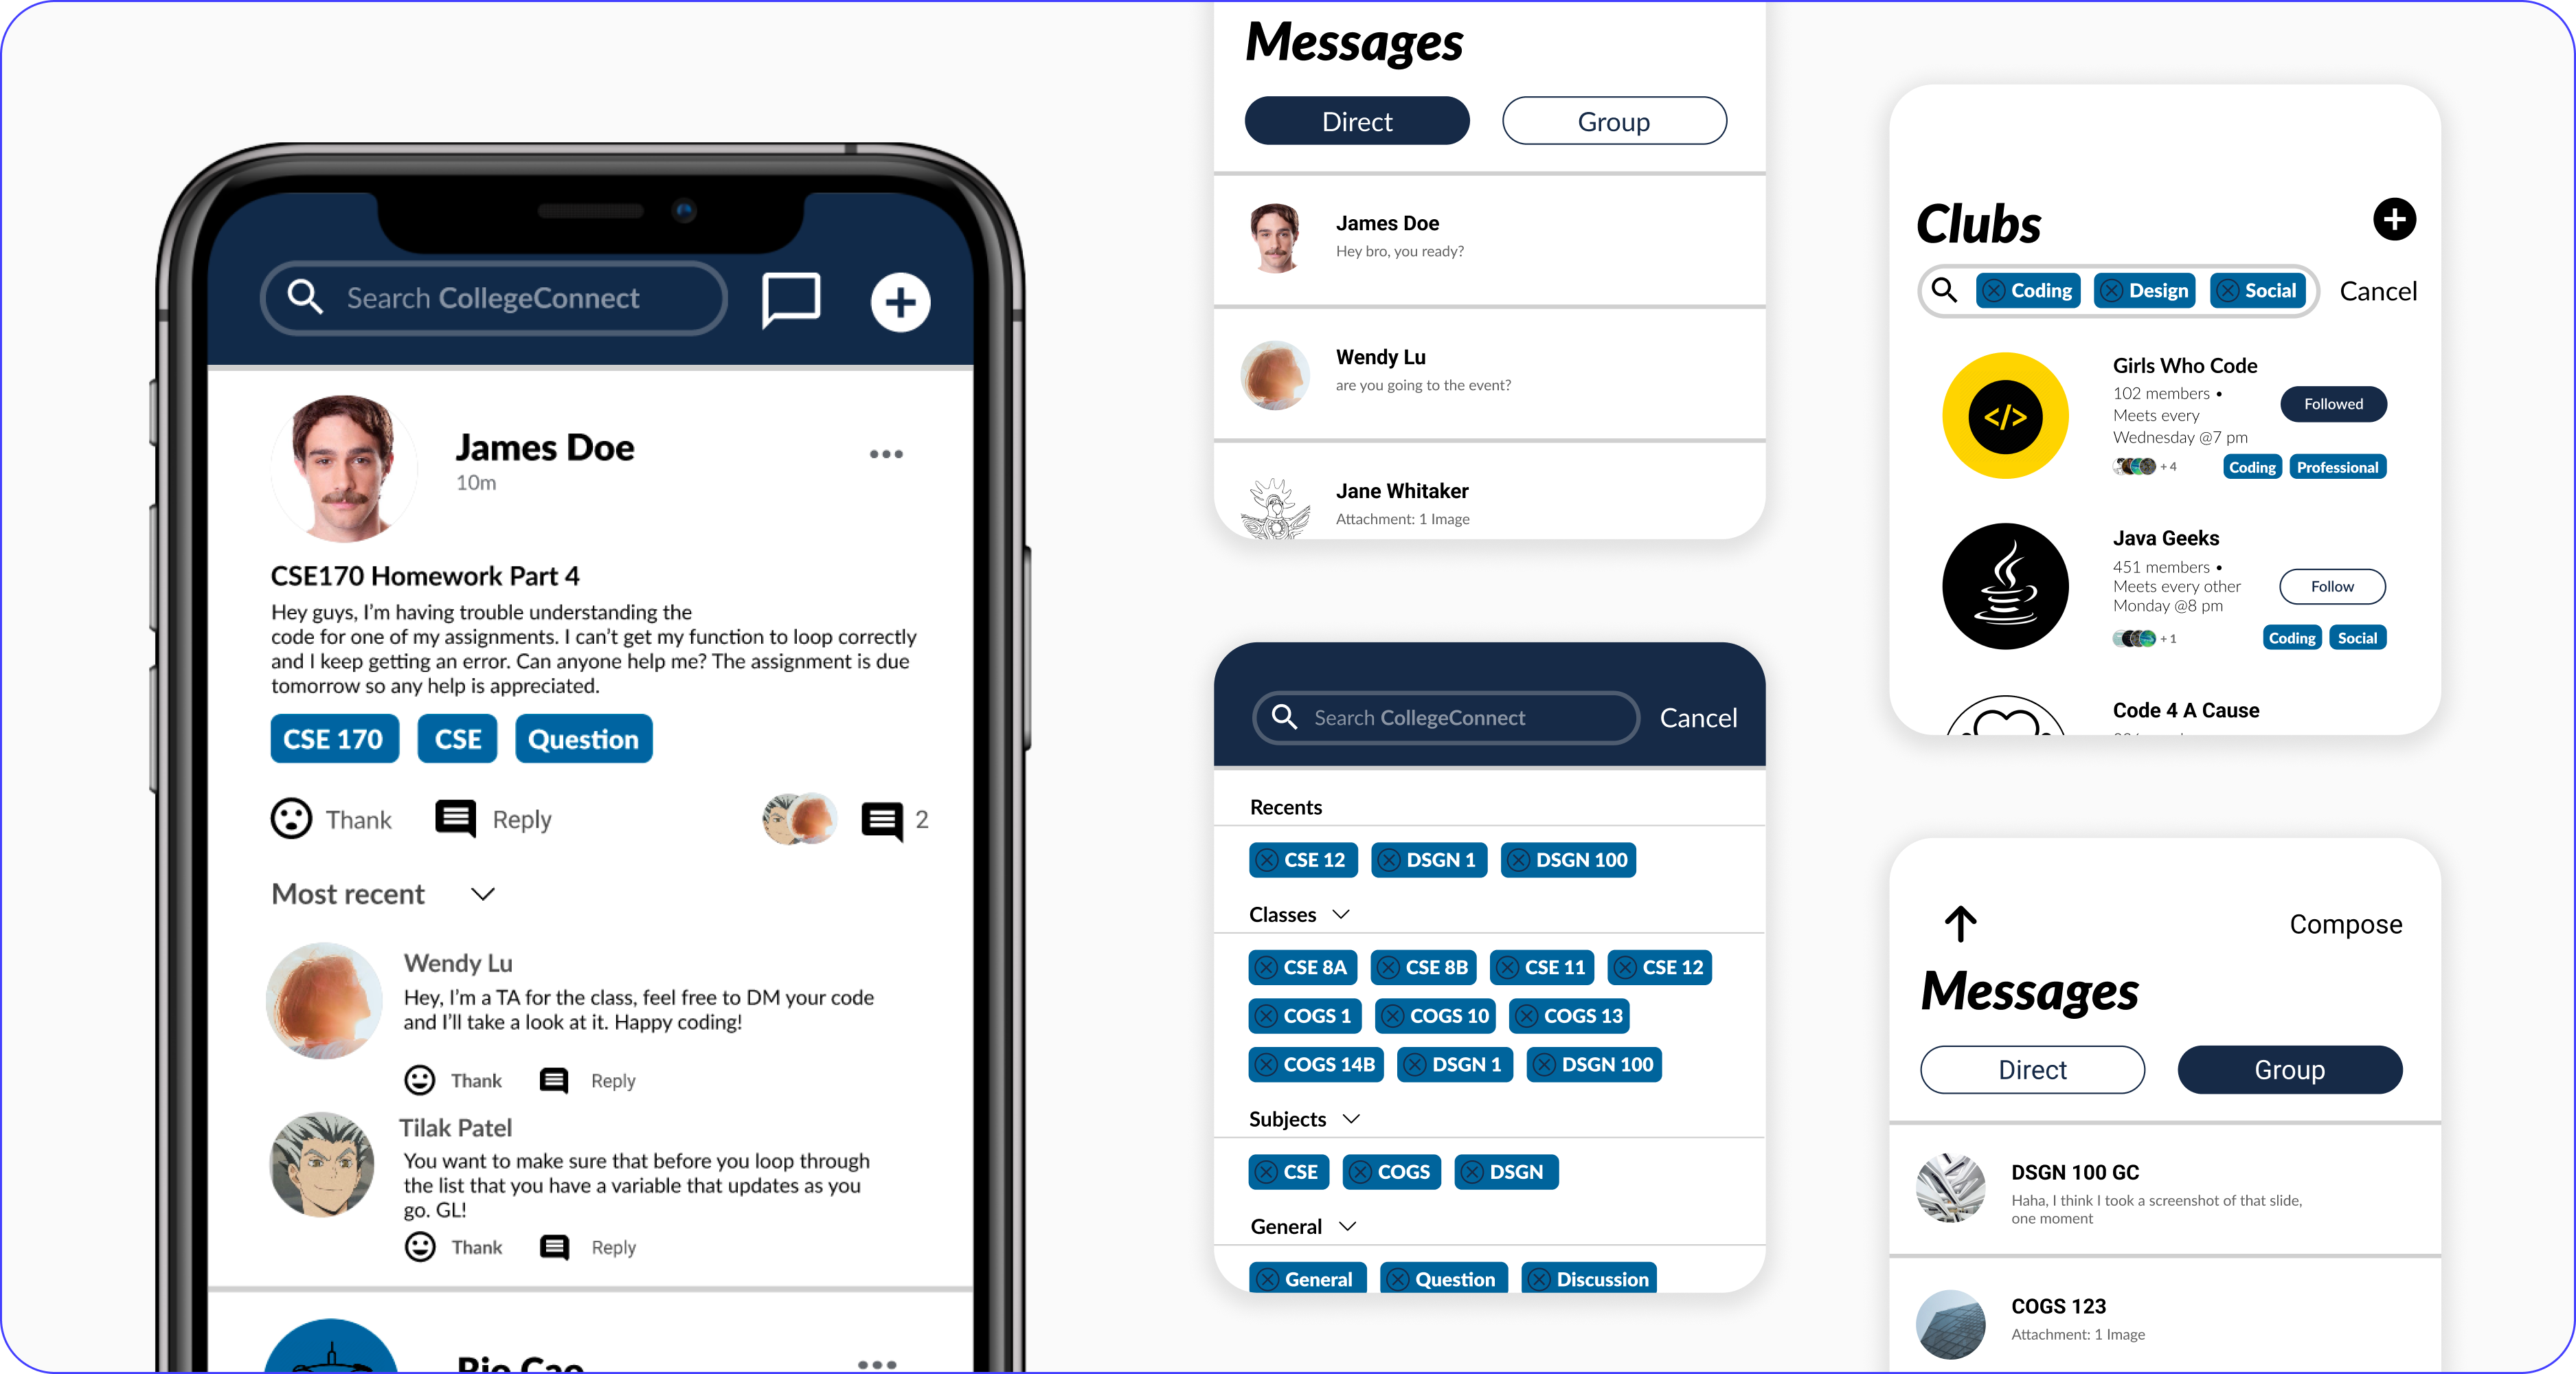 Search CollegeConnect
James Doe
10m
CSE170 Homework Part 4
Hey guys, I'm having trouble understanding the
code for one of my assignments. I can't get my function to loop correctly
and I keep getting an error. Can anyone help me? The assignment is due
tomorrow so any help is appreciated.
CSE 170 CSE Question
Thank Reply 2
Most recent
Wendy Lu
Hey, I'm a TA for the class, feel free to DM your code
and I'll take a look at it. Happy coding!
Thank Reply
Tilak Patel
You want to make sure that before you loop through
the list that you have a variable that updates as you
go. GL!
Thank Reply
Messages
Direct Group
James Doe
Hey bro, you ready?
Wendy Lu
are you going to the event?
Jane Whitaker
Attachment: 1 Image
Search CollegeConnect Cancel
Recents
CSE 12 DSGN 1 DSGN 100
Classes
CSE 8A CSE 8B CSE 11 CSE 12
COGS 1 COGS 10 COGS 13
COGS 14B DSGN 1 DSGN 100
Subjects
CSE COGS DSGN
General
General Question Discussion
Clubs
Coding Design Social Cancel
Girls Who Code
102 members •
Meets every
Wednesday @7 pm
Followed
</>
+ 4
Coding Professional
Java Geeks
451 members •
Meets every other
Monday @8 pm
Follow
+ 1
Coding Social
Code 4 A Cause
Compose
Messages
Direct Group
DSGN 100 GC
Haha, I think I took a screenshot of that slide,
one moment
COGS 123
Attachment: 1 Image